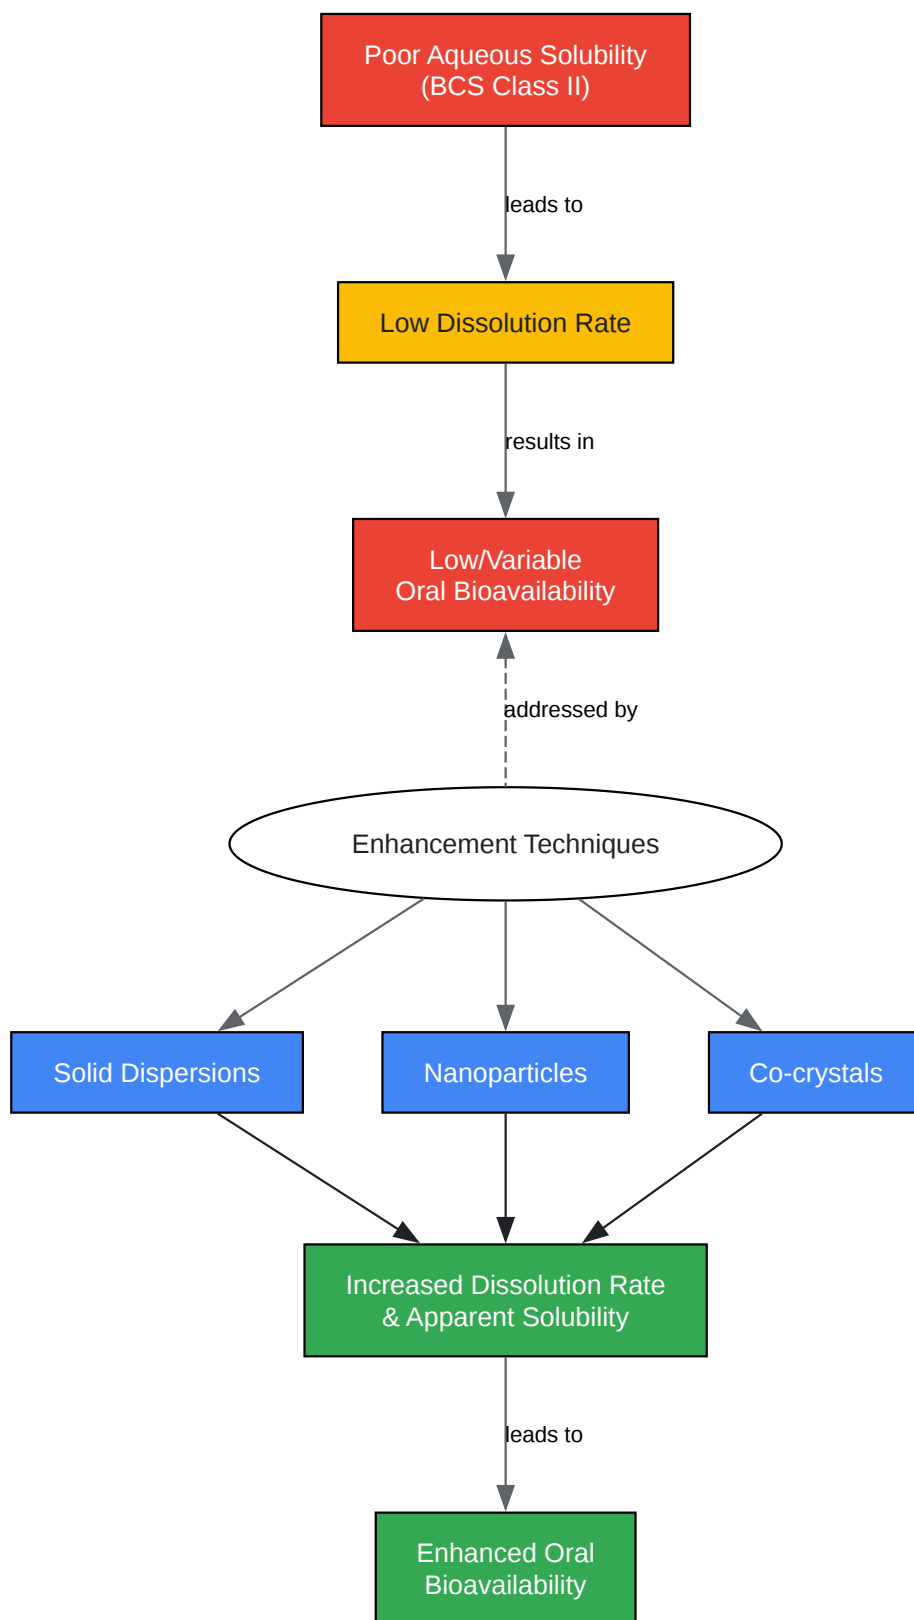 Poor Aqueous Solubility
(BCS Class II)
leads to
Low Dissolution Rate
results in
Low/Variable
Oral Bioavailability
addressed by
Enhancement Techniques
Solid Dispersions
Nanoparticles
Co-crystals
Increased Dissolution Rate
& Apparent Solubility
leads to
Enhanced Oral
Bioavailability